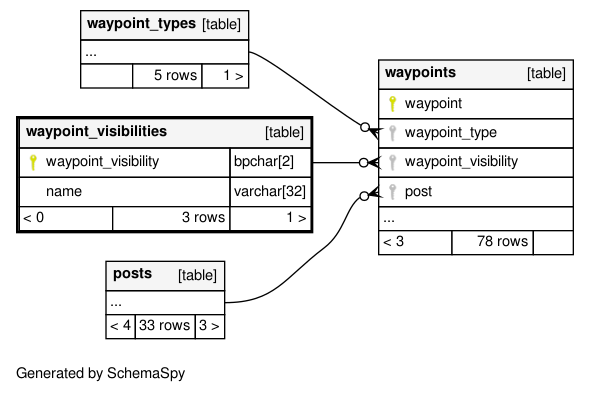 waypoint_types [table]
...
5 rows 1 >
waypoint_visibilities [table]
waypoint_visibility bpchar[2]
name varchar[32]
< 0 3 rows 1 >
posts [table]
...
< 4 33 rows 3 >
waypoints [table]
waypoint
waypoint_type
waypoint_visibility
post
...
< 3 78 rows
Generated by SchemaSpy